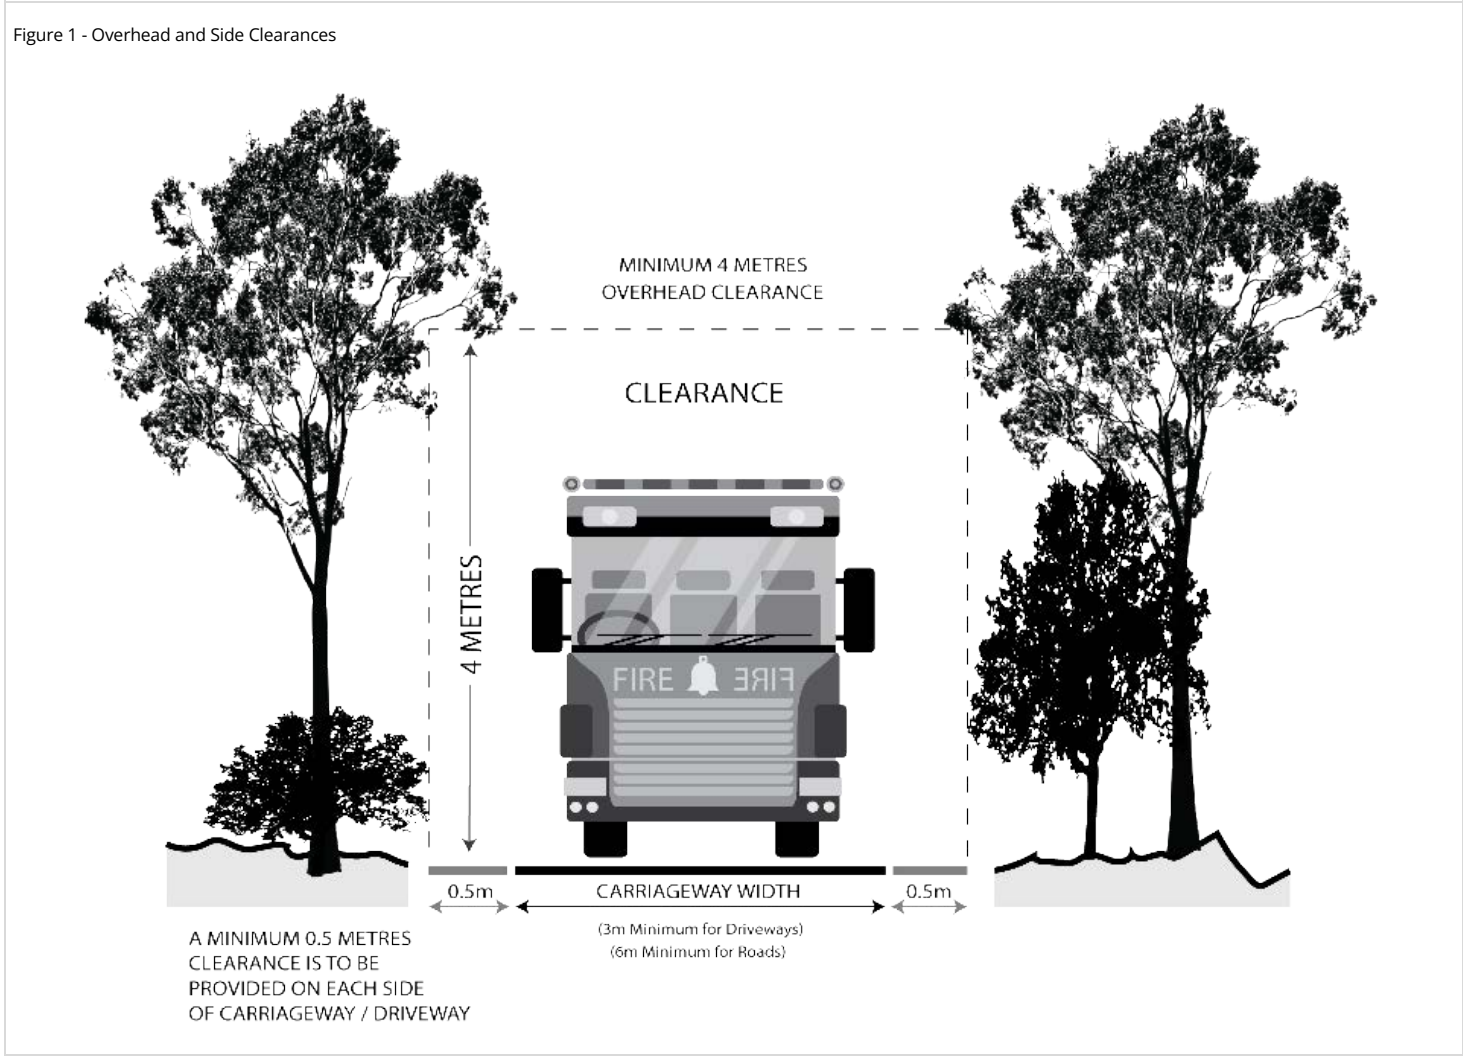 Figure 1 - Overhead and Side Clearances
MINIMUM 4 METRES
OVERHEAD CLEARANCE
CLEARANCE
4 METRES
FIRE FIRE
0.5m
CARRIAGEWAY WIDTH
0.5m
(3m Minimum for Driveways)
(6m Minimum for Roads)
A MINIMUM 0.5 METRES
CLEARANCE IS TO BE
PROVIDED ON EACH SIDE
OF CARRIAGEWAY / DRIVEWAY